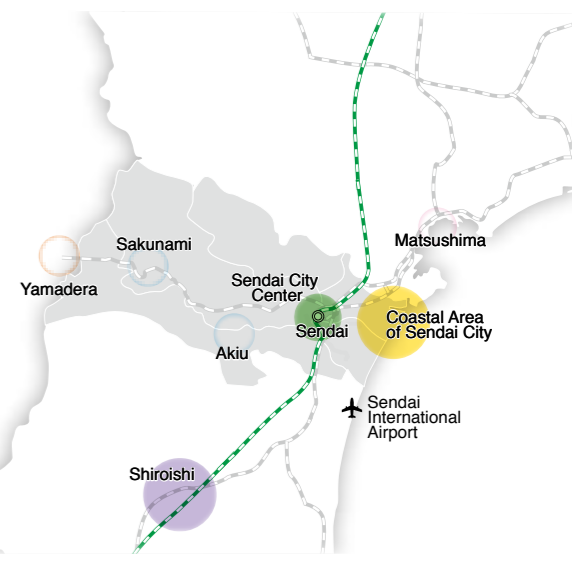 Sakunami
Matsushima
Yamadera
Sendai City
Center
Sendai
Coastal Area
of Sendai City
Akiu
Sendai
International
Airport
Shiroishi